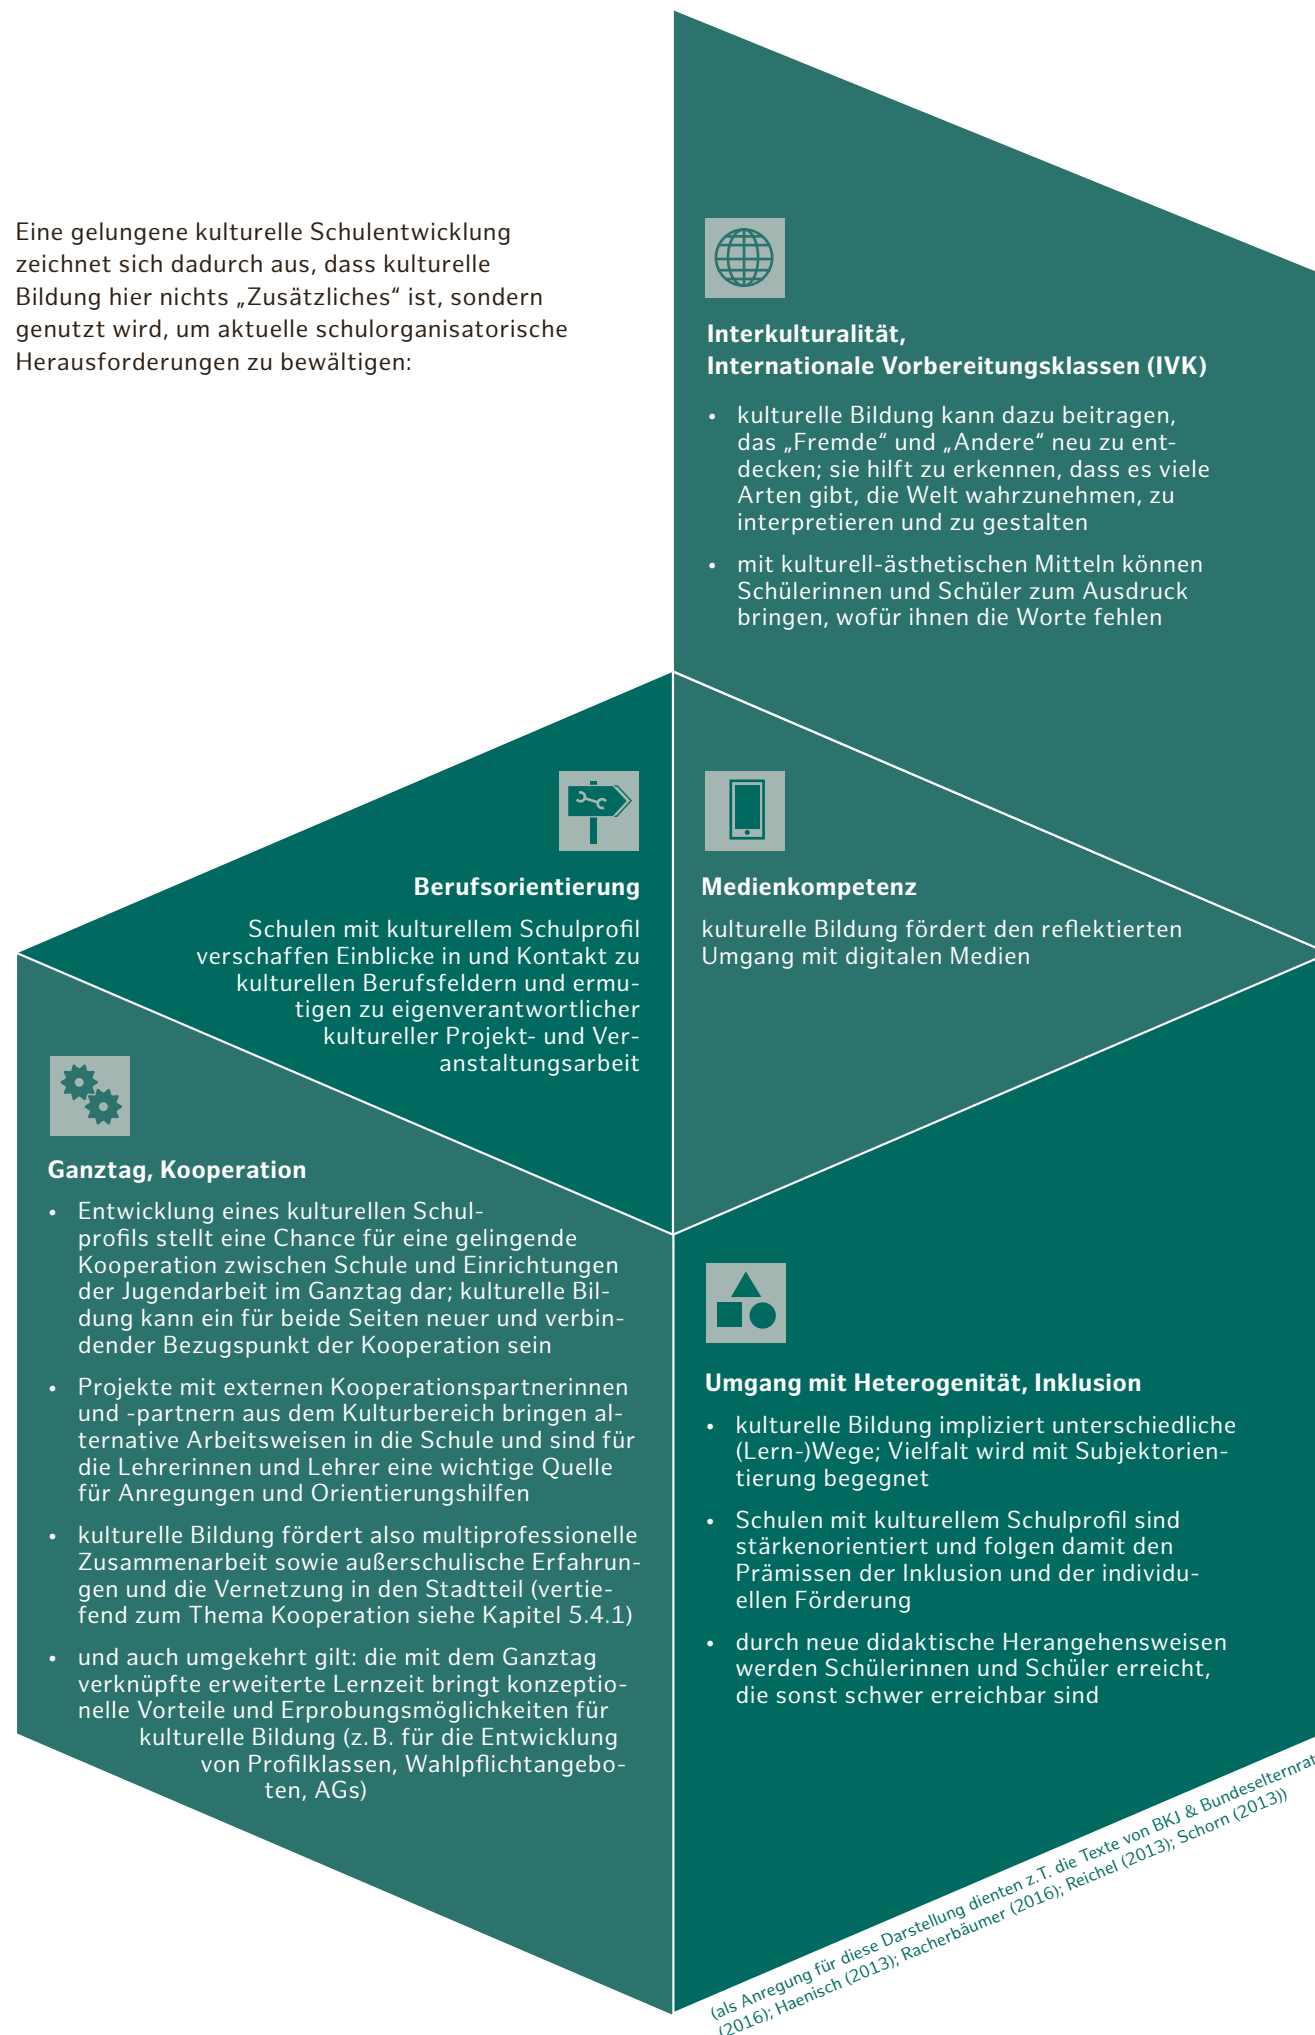 Eine gelungene kulturelle Schulentwicklung
zeichnet sich dadurch aus, dass kulturelle
Bildung hier nichts „Zusätzliches“ ist, sondern
genutzt wird, um aktuelle schulorganisatorische
Herausforderungen zu bewältigen:
Interkulturalität,
Internationale Vorbereitungsklassen (IVK)
• kulturelle Bildung kann dazu beitragen,
das „Fremde“ und „Andere“ neu zu ent-
decken; sie hilft zu erkennen, dass es viele
Arten gibt, die Welt wahrzunehmen, zu
interpretieren und zu gestalten
• mit kulturell-ästhetischen Mitteln können
Schülerinnen und Schüler zum Ausdruck
bringen, wofür ihnen die Worte fehlen
Berufsorientierung
Schulen mit kulturellem Schulprofil
verschaffen Einblicke in und Kontakt zu
kulturellen Berufsfeldern und ermu-
tigen zu eigenverantwortlicher
kultureller Projekt- und Ver-
anstaltungsarbeit
Medienkompetenz
kulturelle Bildung fördert den reflektierten
Umgang mit digitalen Medien
Ganztag, Kooperation
• Entwicklung eines kulturellen Schul-
profils stellt eine Chance für eine gelingende
Kooperation zwischen Schule und Einrichtungen
der Jugendarbeit im Ganztag dar; kulturelle Bil-
dung kann ein für beide Seiten neuer und verbin-
dender Bezugspunkt der Kooperation sein
• Projekte mit externen Kooperationspartnerinnen
und -partnern aus dem Kulturbereich bringen al-
ternative Arbeitsweisen in die Schule und sind für
die Lehrerinnen und Lehrer eine wichtige Quelle
für Anregungen und Orientierungshilfen
• kulturelle Bildung fördert also multiprofessionelle
Zusammenarbeit sowie außerschulische Erfahrun-
gen und die Vernetzung in den Stadtteil (vertie-
fend zum Thema Kooperation siehe Kapitel 5.4.1)
• und auch umgekehrt gilt: die mit dem Ganztag
verknüpfte erweiterte Lernzeit bringt konzeptio-
nelle Vorteile und Erprobungsmöglichkeiten für
kulturelle Bildung (z.B. für die Entwicklung
von Profilklassen, Wahlpflichtangebo-
ten, AGs)
Umgang mit Heterogenität, Inklusion
• kulturelle Bildung impliziert unterschiedliche
(Lern-)Wege; Vielfalt wird mit Subjektorien-
tierung begegnet
• Schulen mit kulturellem Schulprofil sind
stärkenorientiert und folgen damit den
Prämissen der Inklusion und der individu-
ellen Förderung
• durch neue didaktische Herangehensweisen
werden Schülerinnen und Schüler erreicht,
die sonst schwer erreichbar sind
(als Anregung für diese Darstellung dienten z.T. die Texte von BKJ & Bundeselternrat
(2016); Haenisch (2013); Racherbäumer (2016); Reichel (2013); Schorn (2013))